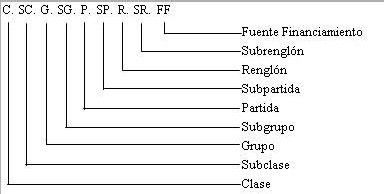 C. SC. G. SG. P. SP. R. SR. FF
Fuente Financiamiento
Subrenglón
Renglón
Subpartida
Partida
Subgrupo
Grupo
Subclase
Clase